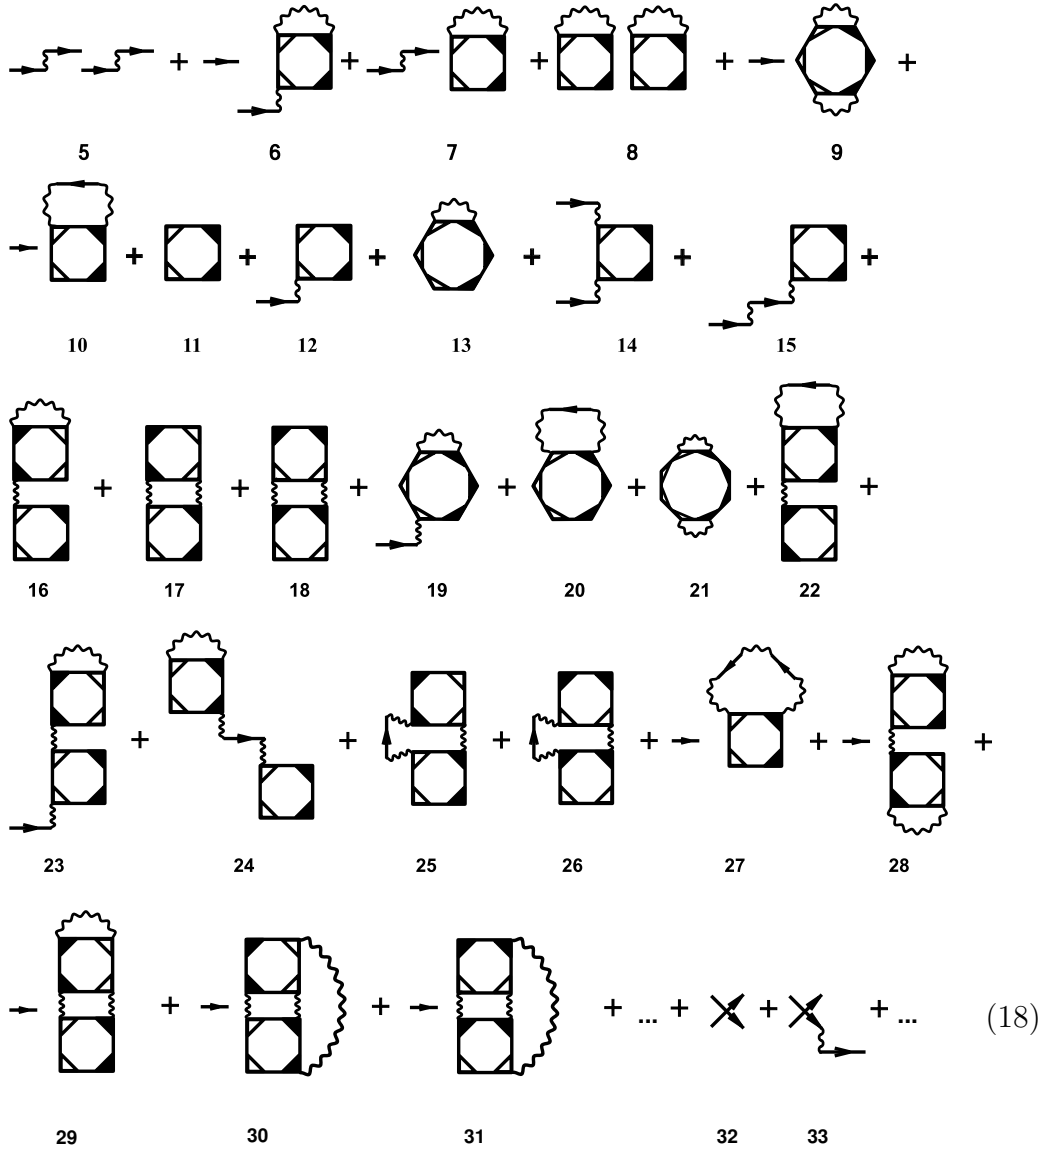 + + + + +
5 6 7 8 9
+ + + + + +
10 11 12 13 14 15
+ + + + + + +
16 17 18 19 20 21 22
+ + + + + +
23 24 25 26 27 28
+ + + ... + + + ... (18)
29 30 31 32 33